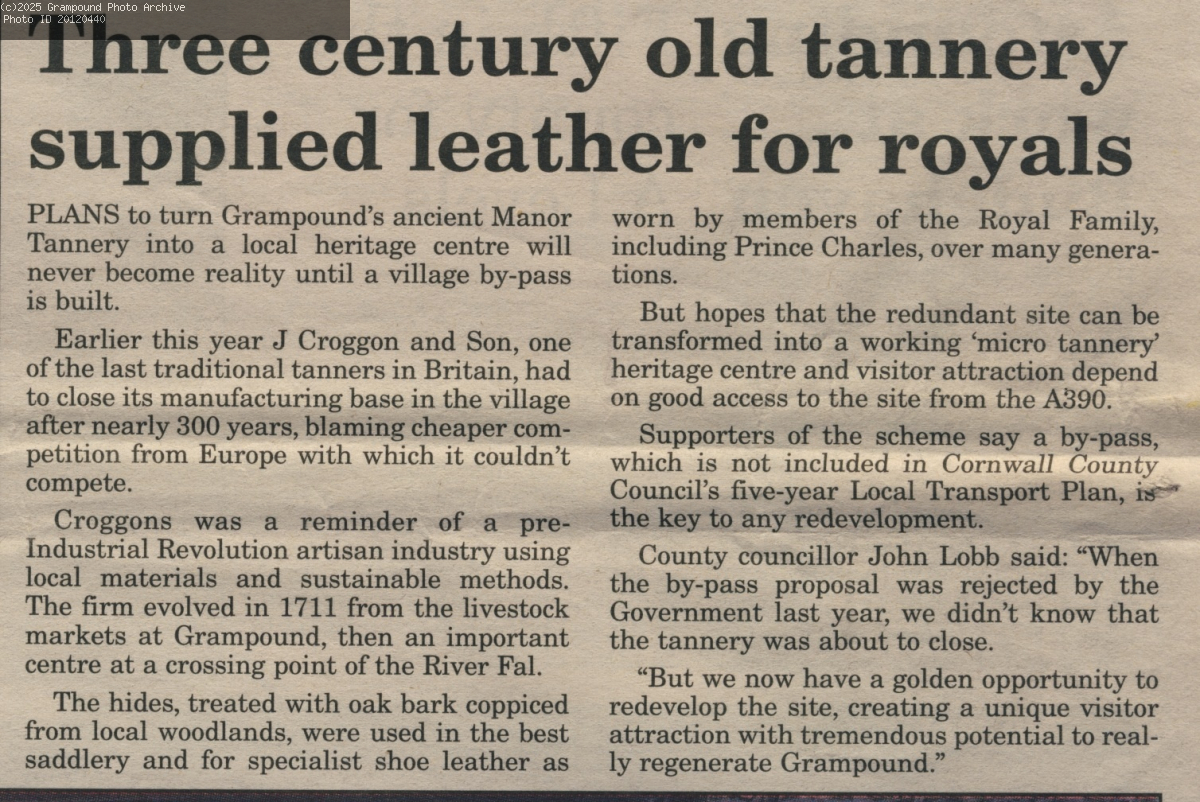 (c)2025 Grampound Photo Archive
Photo ID 20120440
Three century old tannery
supplied leather for royals
PLANS to turn Grampound's ancient Manor
Tannery into a local heritage centre will
never become reality until a village by-pass
is built.
Earlier this year J Croggon and Son, one
of the last traditional tanners in Britain, had
to close its manufacturing base in the village
after nearly 300 years, blaming cheaper com-
petition from Europe with which it couldn't
compete.
Croggons was a reminder of a pre-
Industrial Revolution artisan industry using
local materials and sustainable methods.
The firm evolved in 1711 from the livestock
markets at Grampound, then an important
centre at a crossing point of the River Fal.
The hides, treated with oak bark coppiced
from local woodlands, were used in the best
saddlery and for specialist shoe leather as
worn by members of the Royal Family,
including Prince Charles, over many genera-
tions.
But hopes that the redundant site can be
transformed into a working 'micro tannery'
heritage centre and visitor attraction depend
on good access to the site from the A390.
Supporters of the scheme say a by-pass,
which is not included in Cornwall County
Council's five-year Local Transport Plan, is
the key to any redevelopment.
County councillor John Lobb said: "When
the by-pass proposal was rejected by the
Government last year, we didn't know that
the tannery was about to close.
"But we now have a golden opportunity to
redevelop the site, creating a unique visitor
attraction with tremendous potential to real-
ly regenerate Grampound."